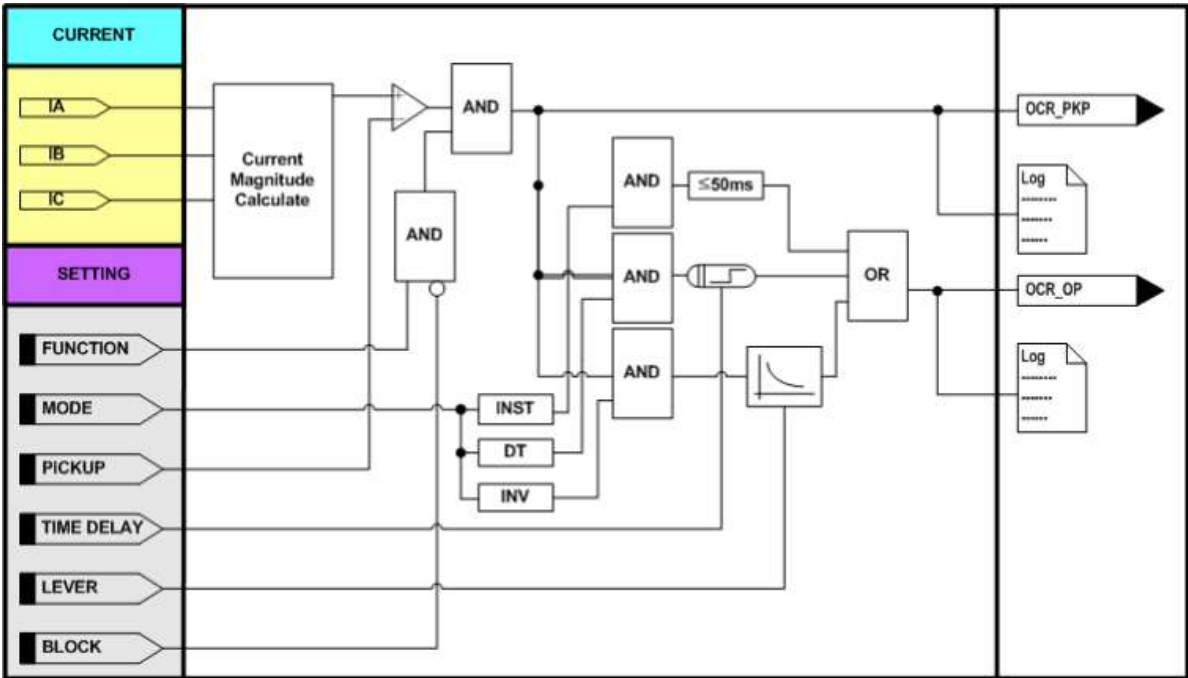 CURRENT
IA
IB
IC
SETTING
FUNCTION
MODE
PICKUP
TIME DELAY
LEVER
BLOCK
Current
Magnitude
Calculate
+
−
AND
AND
INST
DT
INV
AND
AND
AND
≤50ms
OR
OCR_PKP
Log
OCR_OP
Log